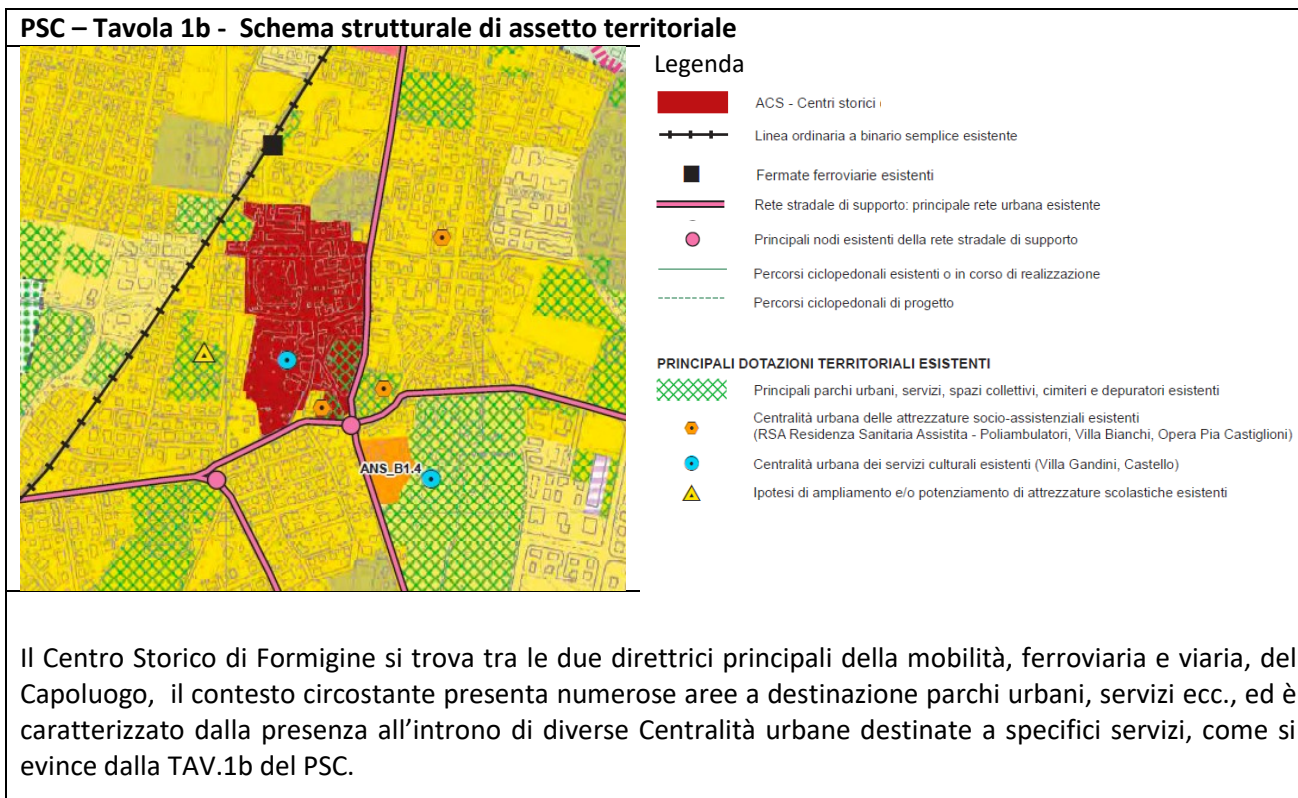 PSC – Tavola 1b - Schema strutturale di assetto territoriale
Legenda
ACS - Centri storici
Linea ordinaria a binario semplice esistente
Fermate ferroviarie esistenti
Rete stradale di supporto: principale rete urbana esistente
Principali nodi esistenti della rete stradale di supporto
Percorsi ciclopedonali esistenti o in corso di realizzazione
Percorsi ciclopedonali di progetto
PRINCIPALI DOTAZIONI TERRITORIALI ESISTENTI
Principali parchi urbani, servizi, spazi collettivi, cimiteri e depuratori esistenti
Centralità urbana delle attrezzature socio-assistenziali esistenti
(RSA Residenza Sanitaria Assistita - Poliambulatori, Villa Bianchi, Opera Pia Castiglioni)
Centralità urbana dei servizi culturali esistenti (Villa Gandini, Castello)
Ipotesi di ampliamento e/o potenziamento di attrezzature scolastiche esistenti
ANS_B1.4
Il Centro Storico di Formigine si trova tra le due direttrici principali della mobilità, ferroviaria e viaria, del
Capoluogo, il contesto circostante presenta numerose aree a destinazione parchi urbani, servizi ecc., ed è
caratterizzato dalla presenza all'introno di diverse Centralità urbane destinate a specifici servizi, come si
evince dalla TAV.1b del PSC.